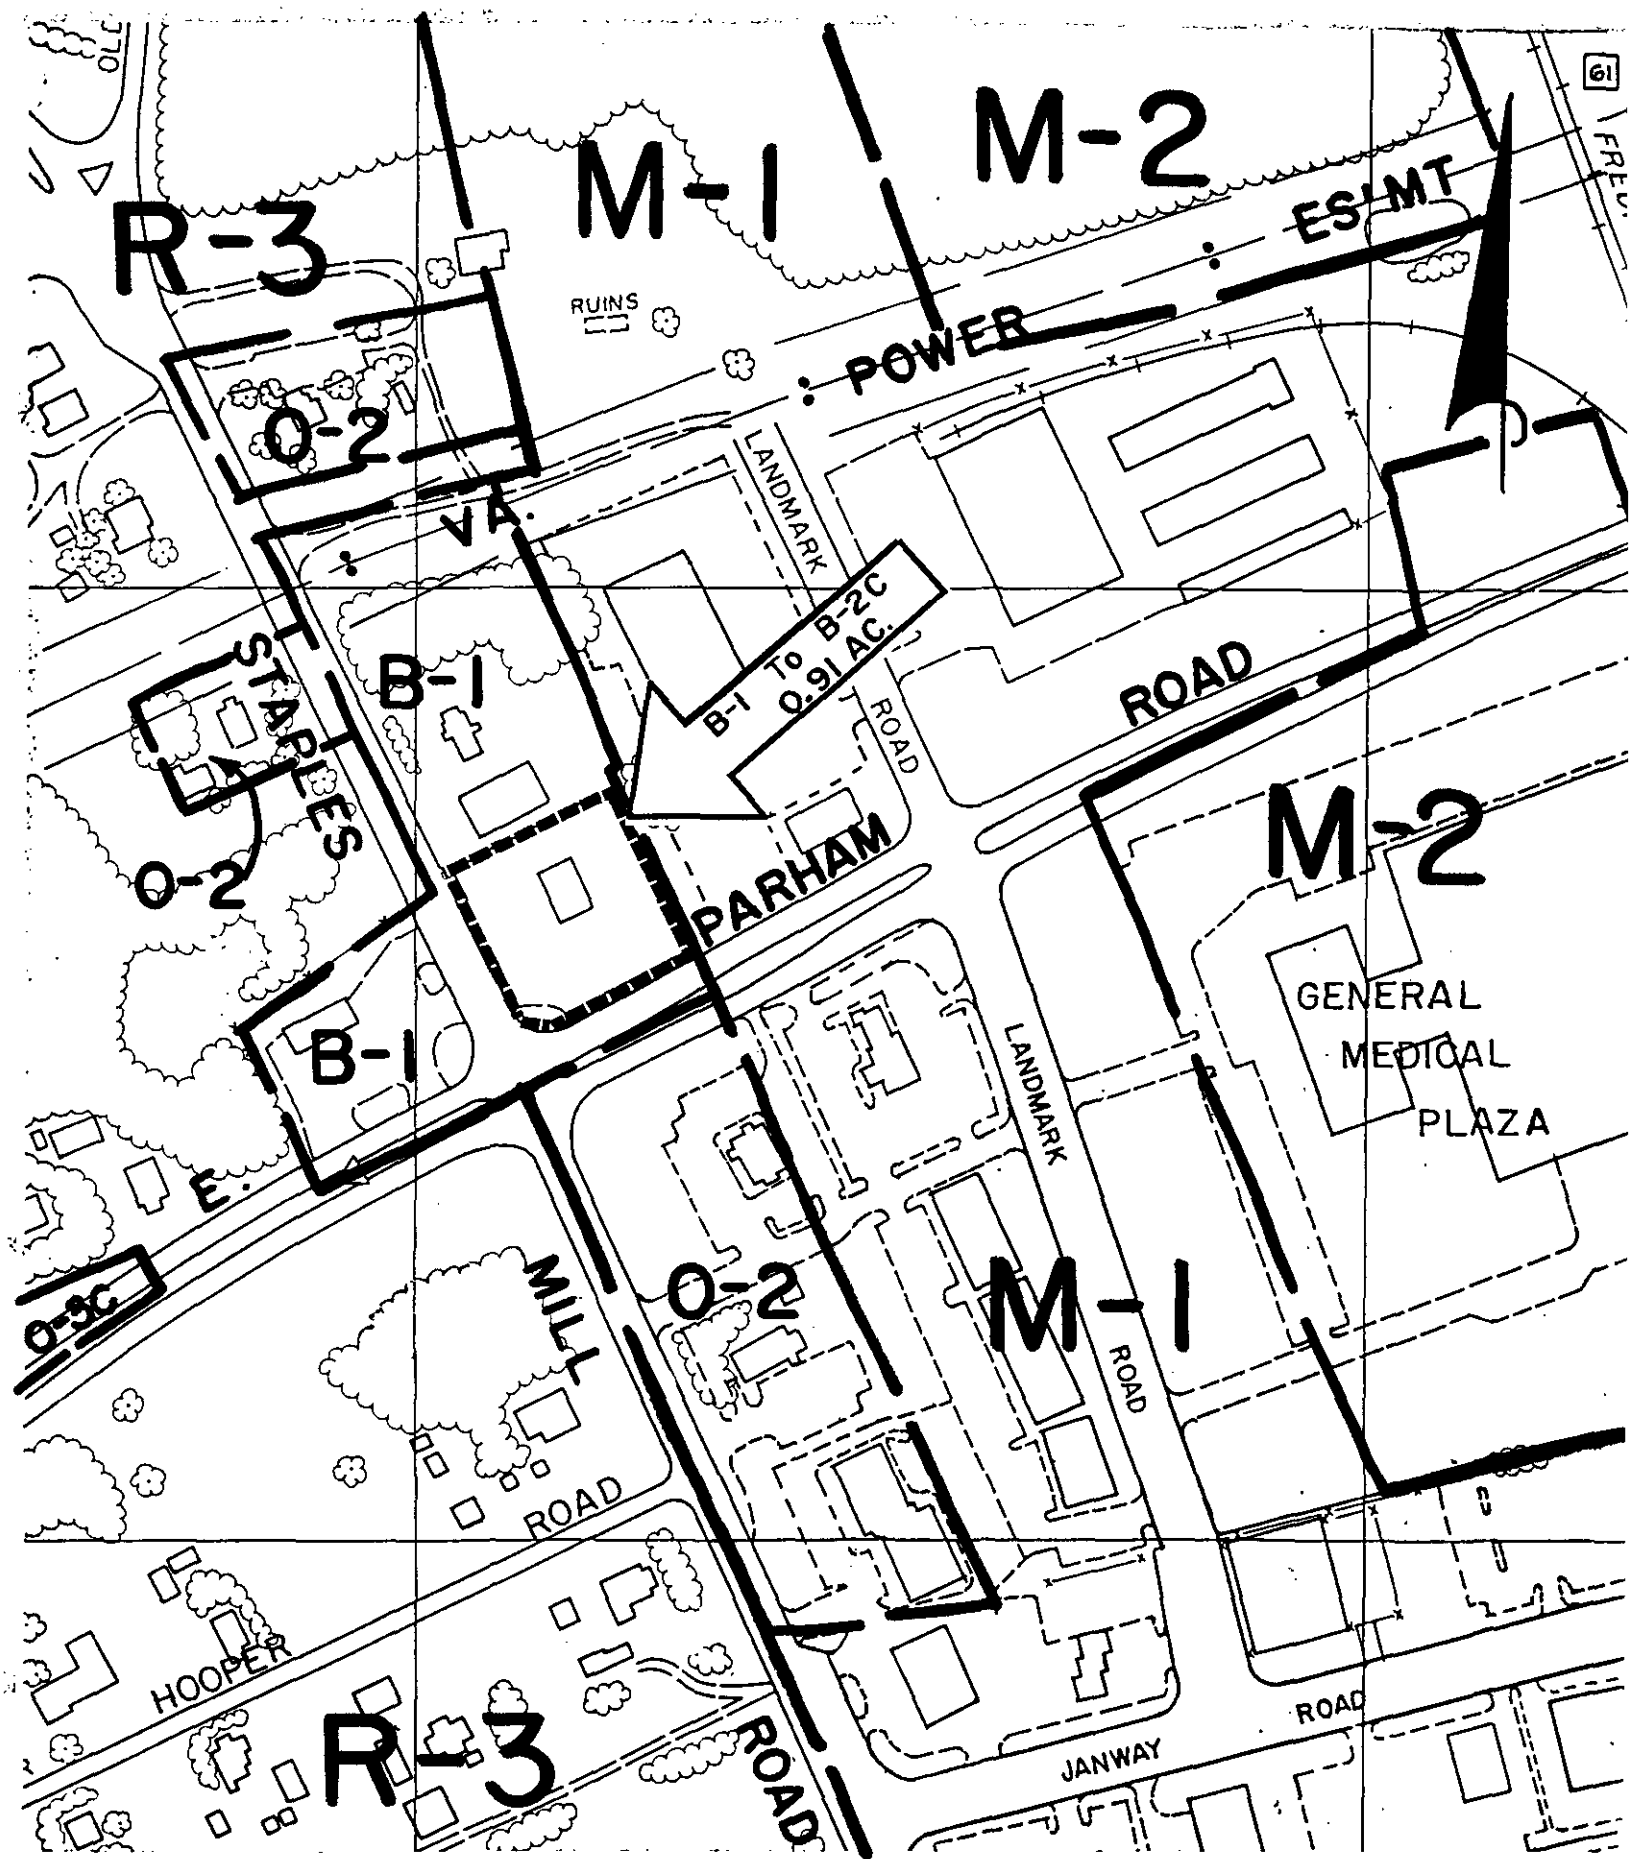 OLD
61
FRED
M-2
M-1
R-3
ES'MT
RUINS
POWER
O-2
VA.
LANDMARK
B-1 TO B-2C
0.91 AC.
ROAD
B-1
STAPLES
ROAD
O-2
PARHAM
M-2
GENERAL
MEDICAL
PLAZA
B-1
LANDMARK
E.
O-3C
MILL
O-2
M-1
ROAD
ROAD
HOOPER
R-3
ROAD
JANWAY
ROAD